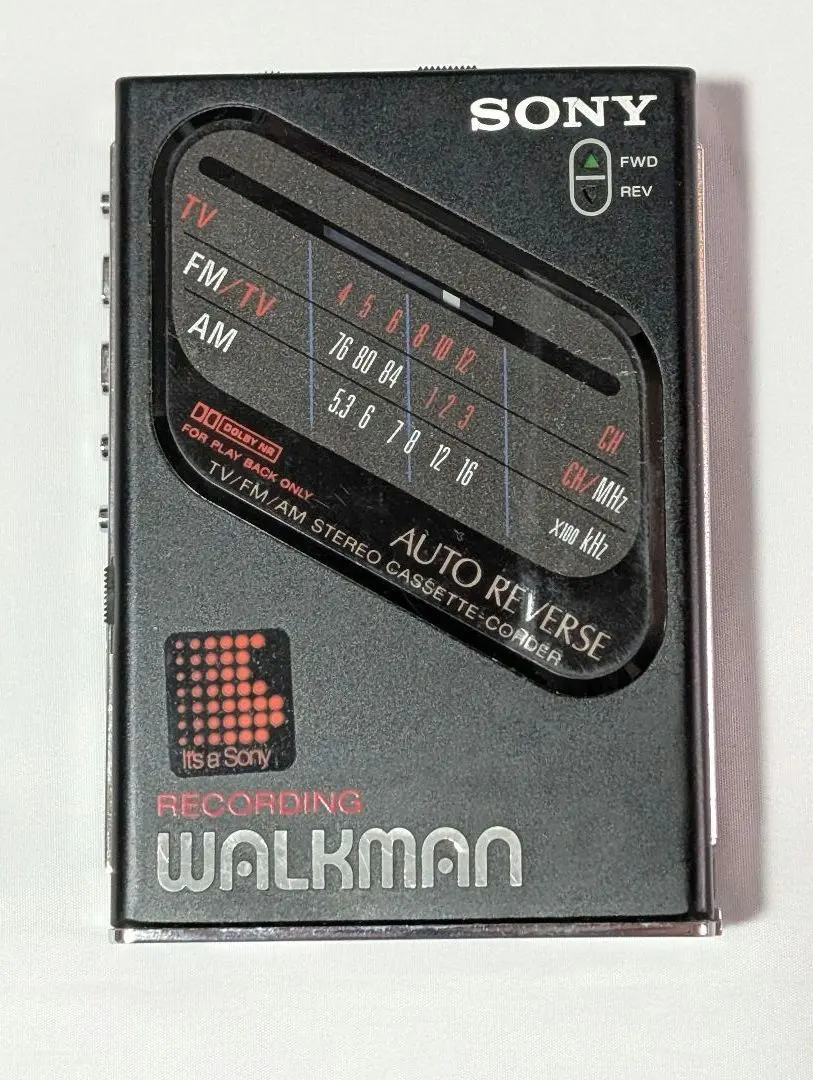 SONY
FWD
REV
TV
4 5 6 8 10 12
CH
FM/TV
76 80 84 1 2 3
CH/MHz
AM
5.3 6 7 8 12 16
X100 kHz
DOLBY NR
FOR PLAY BACK ONLY
TV/FM/AM STEREO CASSETTE-CORDER
AUTO REVERSE
It's a Sony
RECORDING
WALKMAN